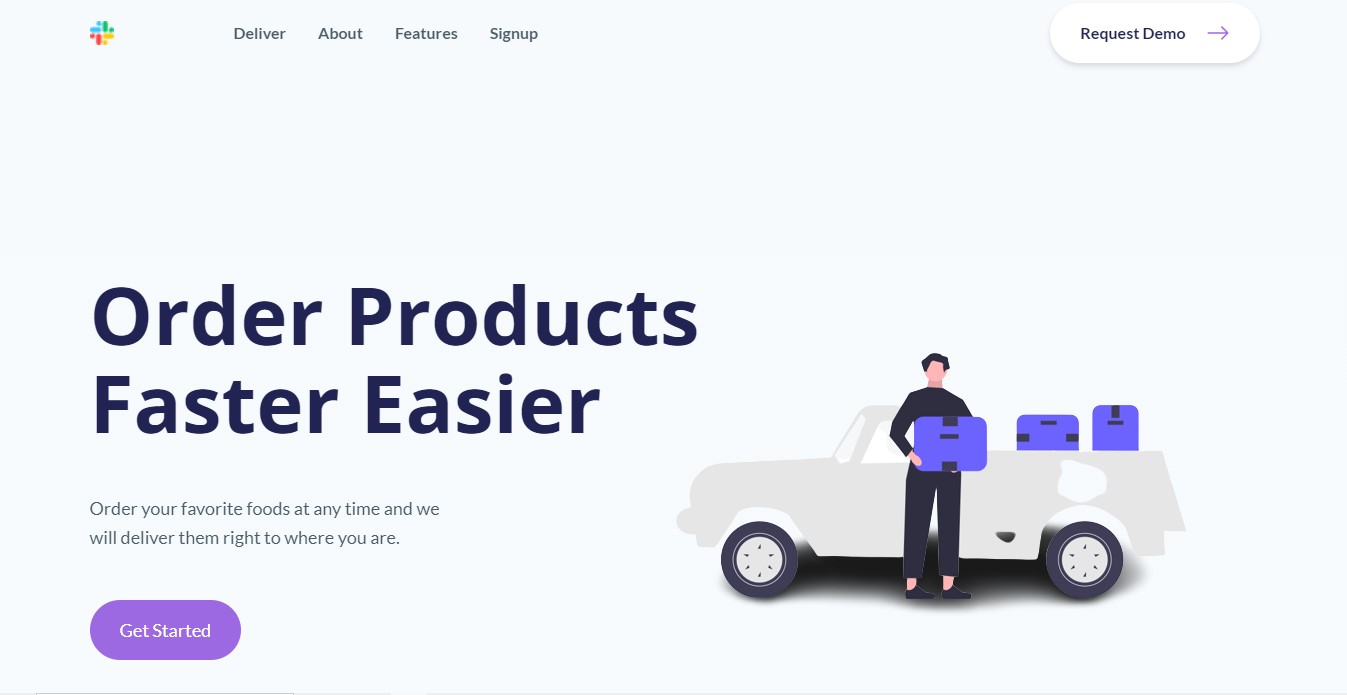 Deliver About Features Signup Request Demo
Order Products
Faster Easier
Order your favorite foods at any time and we
will deliver them right to where you are.
Get Started